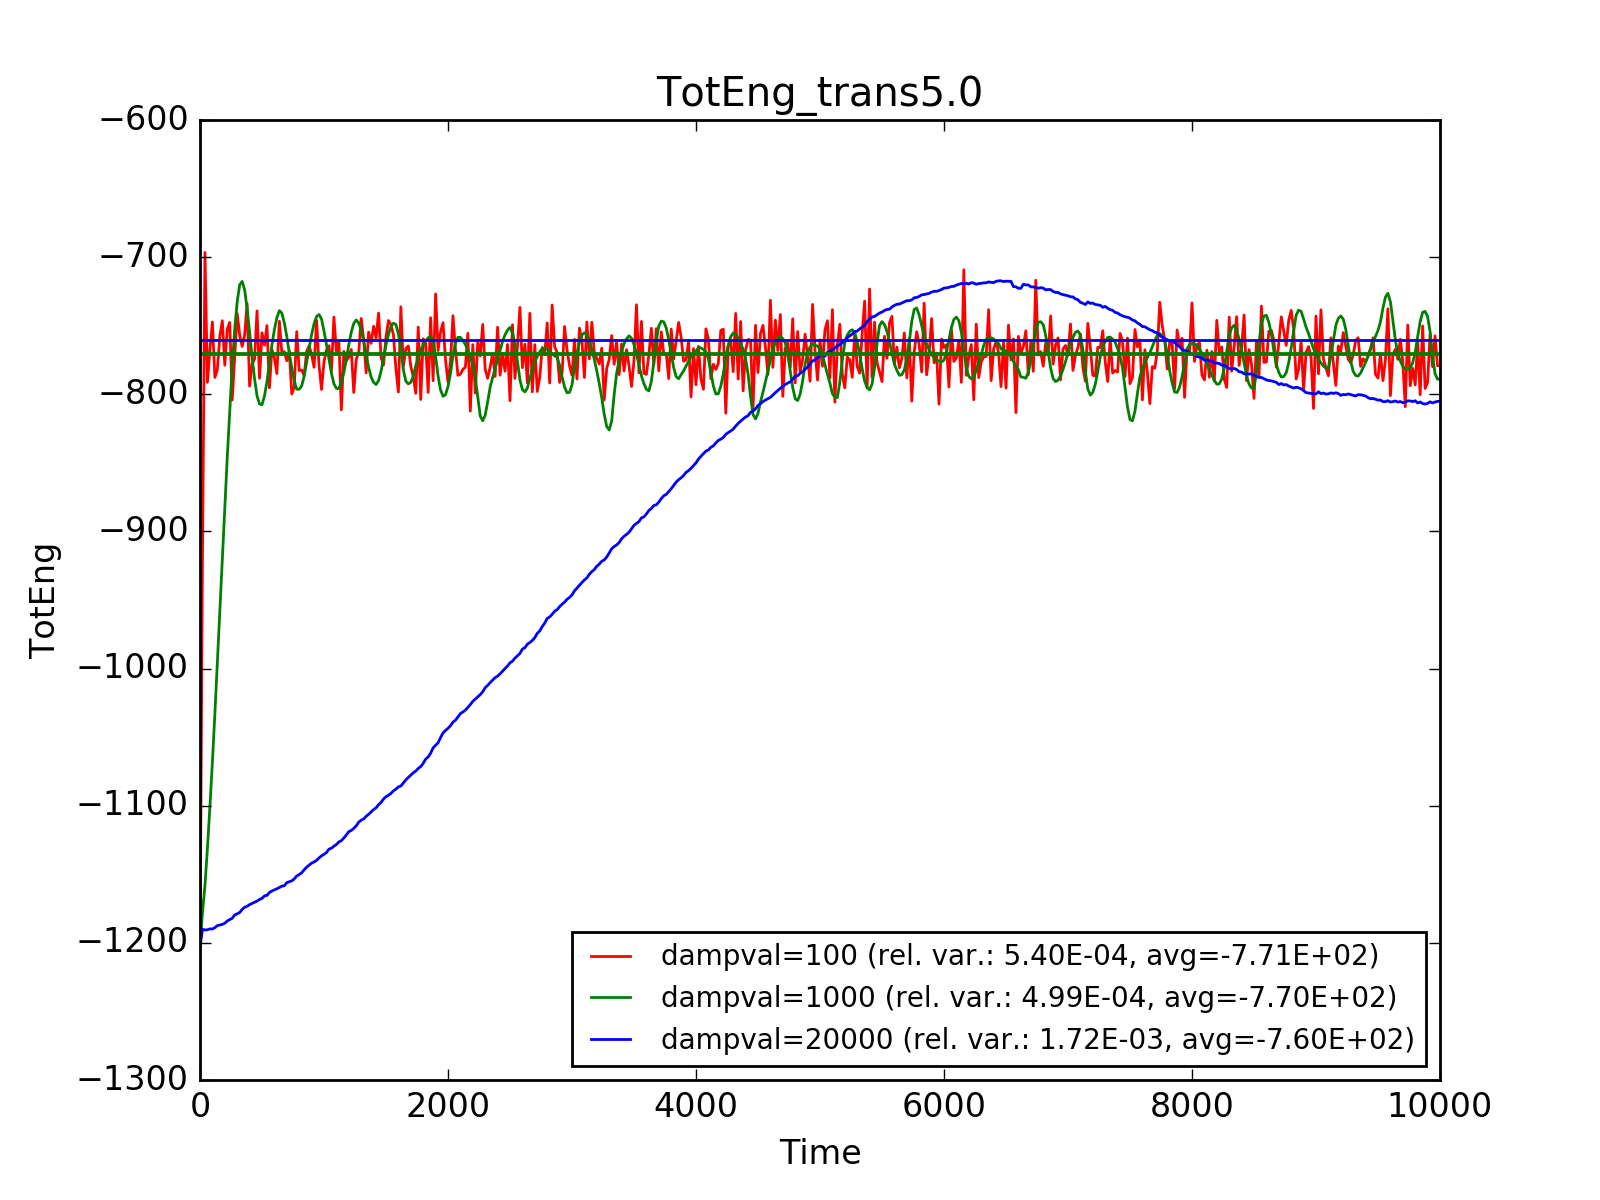 TotEng_trans5.0
−600
−700
−800
−900
−1000
−1100
−1200
−1300
TotEng
dampval=100 (rel. var.: 5.40E-04, avg=-7.71E+02)
dampval=1000 (rel. var.: 4.99E-04, avg=-7.70E+02)
dampval=20000 (rel. var.: 1.72E-03, avg=-7.60E+02)
0 2000 4000 6000 8000 10000
Time